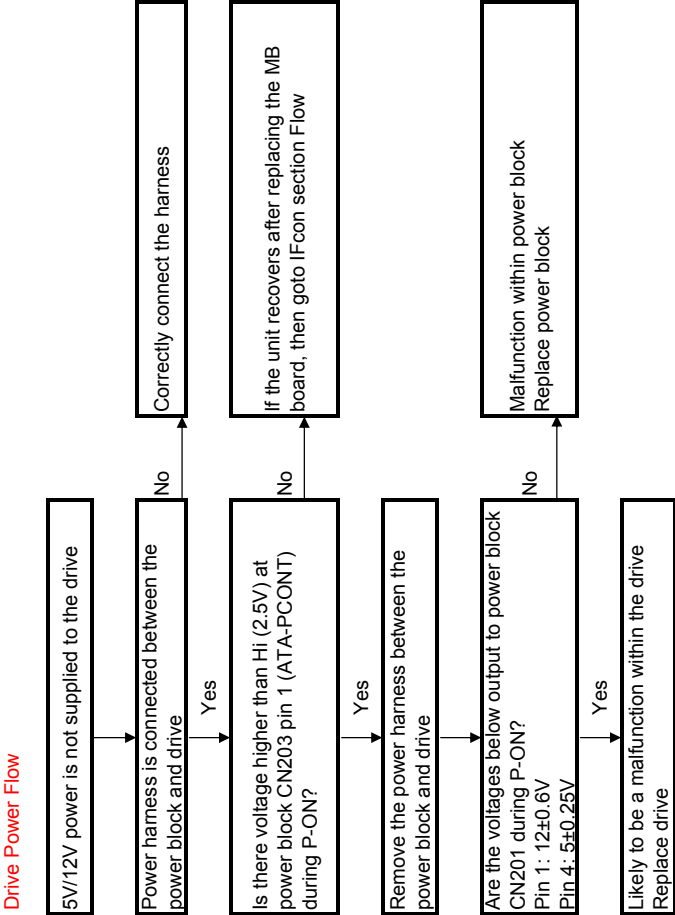 Drive Power Flow
5V/12V power is not supplied to the drive
Power harness is connected between the
power block and drive
No
Correctly connect the harness
Yes
Is there voltage higher than Hi (2.5V) at
power block CN203 pin 1 (ATA-PCONT)
during P-ON?
No
If the unit recovers after replacing the MB
board, then goto IFcon section Flow
Yes
Remove the power harness between the
power block and drive
Are the voltages below output to power block
CN201 during P-ON?
Pin 1: 12±0.6V
Pin 4: 5±0.25V
No
Malfunction within power block
Replace power block
Yes
Likely to be a malfunction within the drive
Replace drive